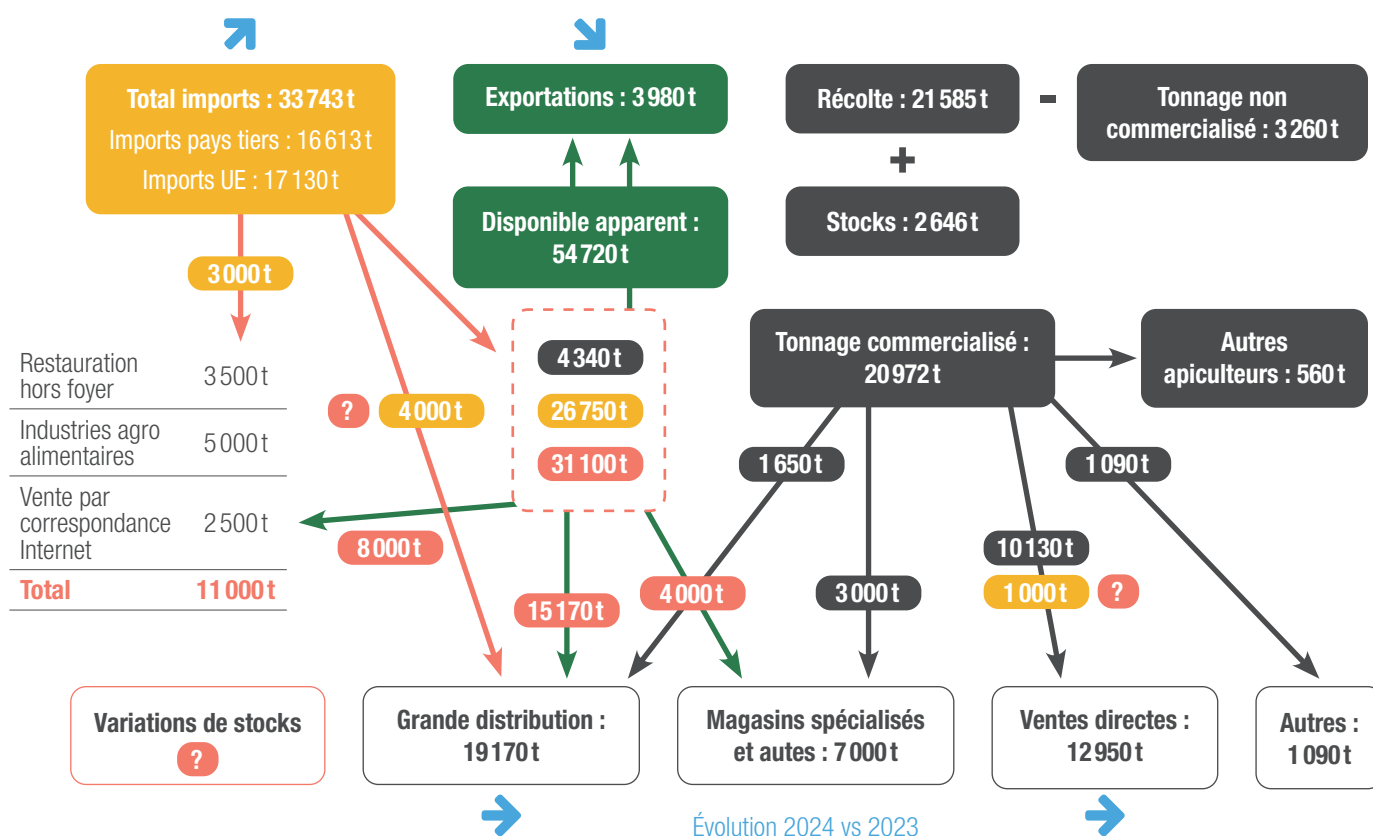 Total imports : 33 743 t
Imports pays tiers : 16 613 t
Imports UE : 17 130 t
Exportations : 3 980 t
Récolte : 21 585 t
-
Tonnage non
commercialisé : 3 260 t
+
Disponible apparent :
54 720 t
Stocks : 2 646 t
3 000 t
Restauration
hors foyer
3 500 t
Industries agro
alimentaires
5 000 t
Vente par
correspondance
Internet
2 500 t
Total 11 000 t
? 4 000 t
4 340 t
26 750 t
31 100 t
Tonnage commercialisé :
20 972 t
Autres
apiculteurs : 560 t
8 000 t
15 170 t
4 000 t
1 650 t
3 000 t
10 130 t
1 000 t ?
1 090 t
Variations de stocks
?
Grande distribution :
19 170 t
Magasins spécialisés
et autes : 7 000 t
Ventes directes :
12 950 t
Autres :
1 090 t
Évolution 2024 vs 2023